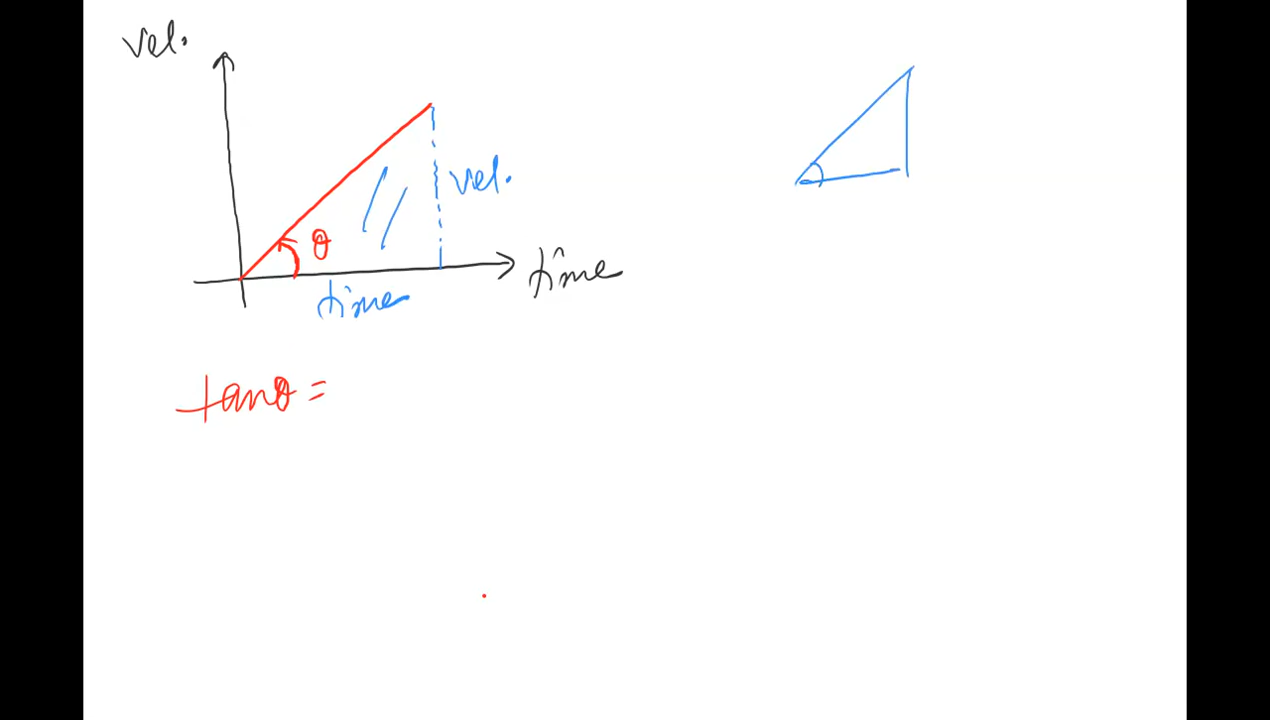 vel.
vel.
θ
time
time
tanθ =